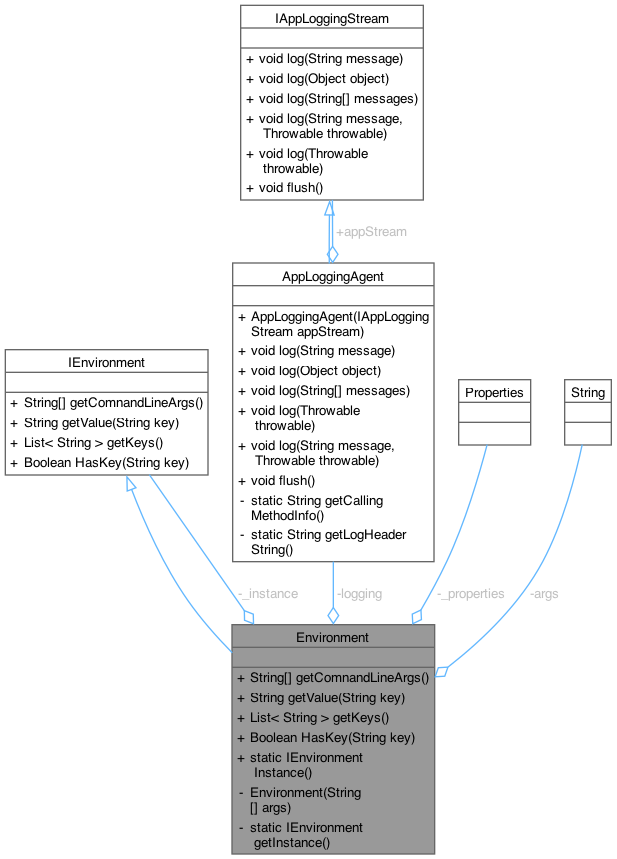 IAppLoggingStream
+ void log(String message)
+ void log(Object object)
+ void log(String[] messages)
+ void log(String message,
Throwable throwable)
+ void log(Throwable
throwable)
+ void flush()
+appStream
AppLoggingAgent
+ AppLoggingAgent(IAppLogging
Stream appStream)
+ void log(String message)
+ void log(Object object)
+ void log(String[] messages)
+ void log(Throwable
throwable)
+ void log(String message,
Throwable throwable)
+ void flush()
- static String getCalling
MethodInfo()
- static String getLogHeader
String()
IEnvironment
+ String[] getComnandLineArgs()
+ String getValue(String key)
+ List< String > getKeys()
+ Boolean HasKey(String key)
Properties
String
-_instance
-logging
-_properties
-args
Environment
+ String[] getComnandLineArgs()
+ String getValue(String key)
+ List< String > getKeys()
+ Boolean HasKey(String key)
+ static IEnvironment
Instance()
- Environment(String
[] args)
- static IEnvironment
getInstance()